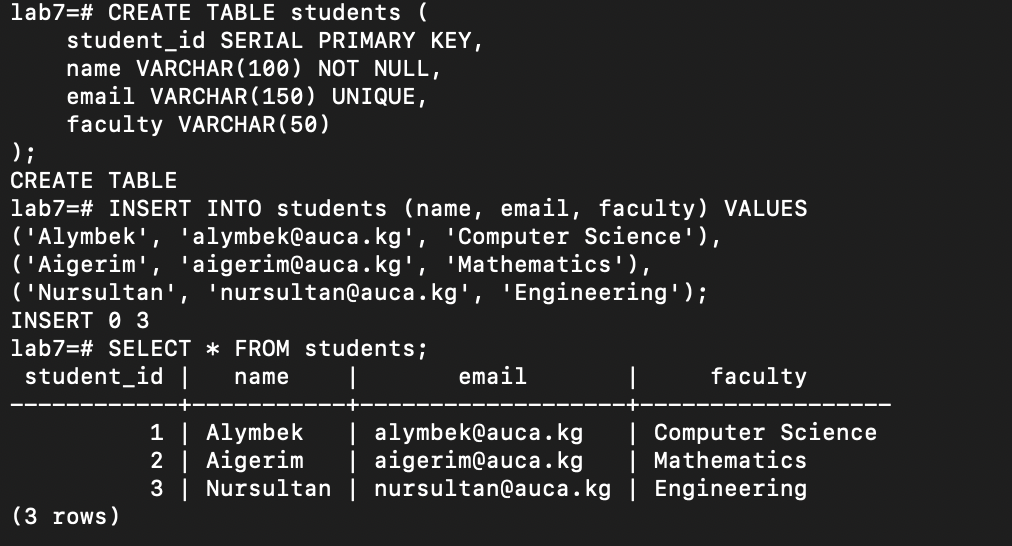 lab7=# CREATE TABLE students (
    student_id SERIAL PRIMARY KEY,
    name VARCHAR(100) NOT NULL,
    email VARCHAR(150) UNIQUE,
    faculty VARCHAR(50)
);
CREATE TABLE
lab7=# INSERT INTO students (name, email, faculty) VALUES
('Alymbek', 'alymbek@auca.kg', 'Computer Science'),
('Aigerim', 'aigerim@auca.kg', 'Mathematics'),
('Nursultan', 'nursultan@auca.kg', 'Engineering');
INSERT 0 3
lab7=# SELECT * FROM students;
 student_id |   name    |       email       |     faculty
------------+-----------+-------------------+------------------
          1 | Alymbek   | alymbek@auca.kg   | Computer Science
          2 | Aigerim   | aigerim@auca.kg   | Mathematics
          3 | Nursultan | nursultan@auca.kg | Engineering
(3 rows)